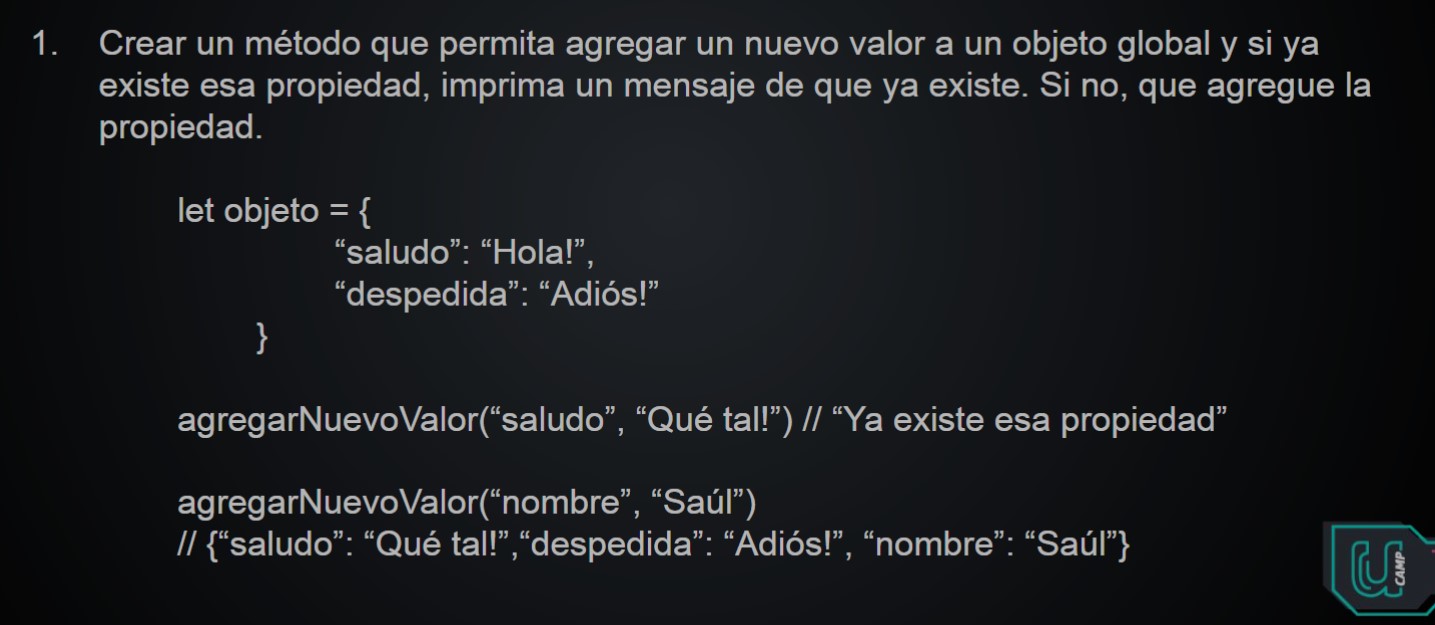 1. Crear un método que permita agregar un nuevo valor a un objeto global y si ya
existe esa propiedad, imprima un mensaje de que ya existe. Si no, que agregue la
propiedad.
let objeto = {
“saludo”: “Hola!”,
“despedida”: “Adiós!”
}
agregarNuevoValor(“saludo”, “Qué tal!”) // “Ya existe esa propiedad”
agregarNuevoValor(“nombre”, “Saúl”)
// {“saludo”: “Qué tal!”,“despedida”: “Adiós!”, “nombre”: “Saúl”}
U CAMP